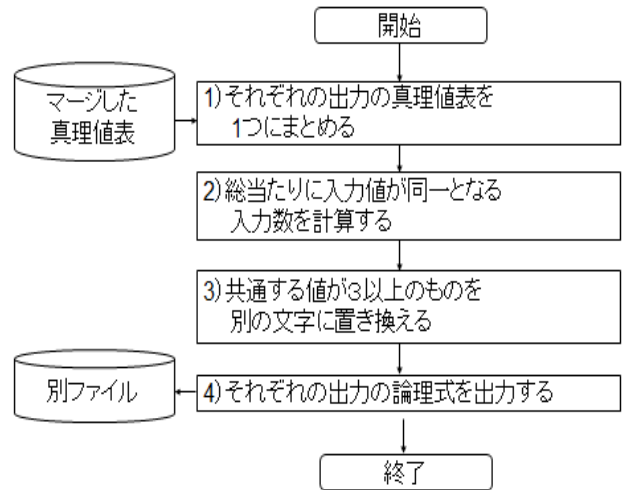 開始
マージした
真理値表
1)それぞれの出力の真理値表を
1つにまとめる
2)総当たりに入力値が同一となる
入力数を計算する
3)共通する値が3以上のものを
別の文字に置き換える
別ファイル
4)それぞれの出力の論理式を出力する
終了